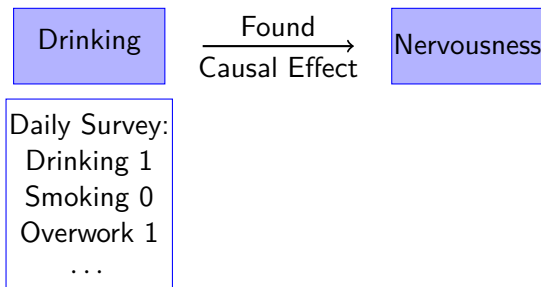 Drinking
Found
Causal Effect
Nervousness
Daily Survey:
Drinking 1
Smoking 0
Overwork 1
...